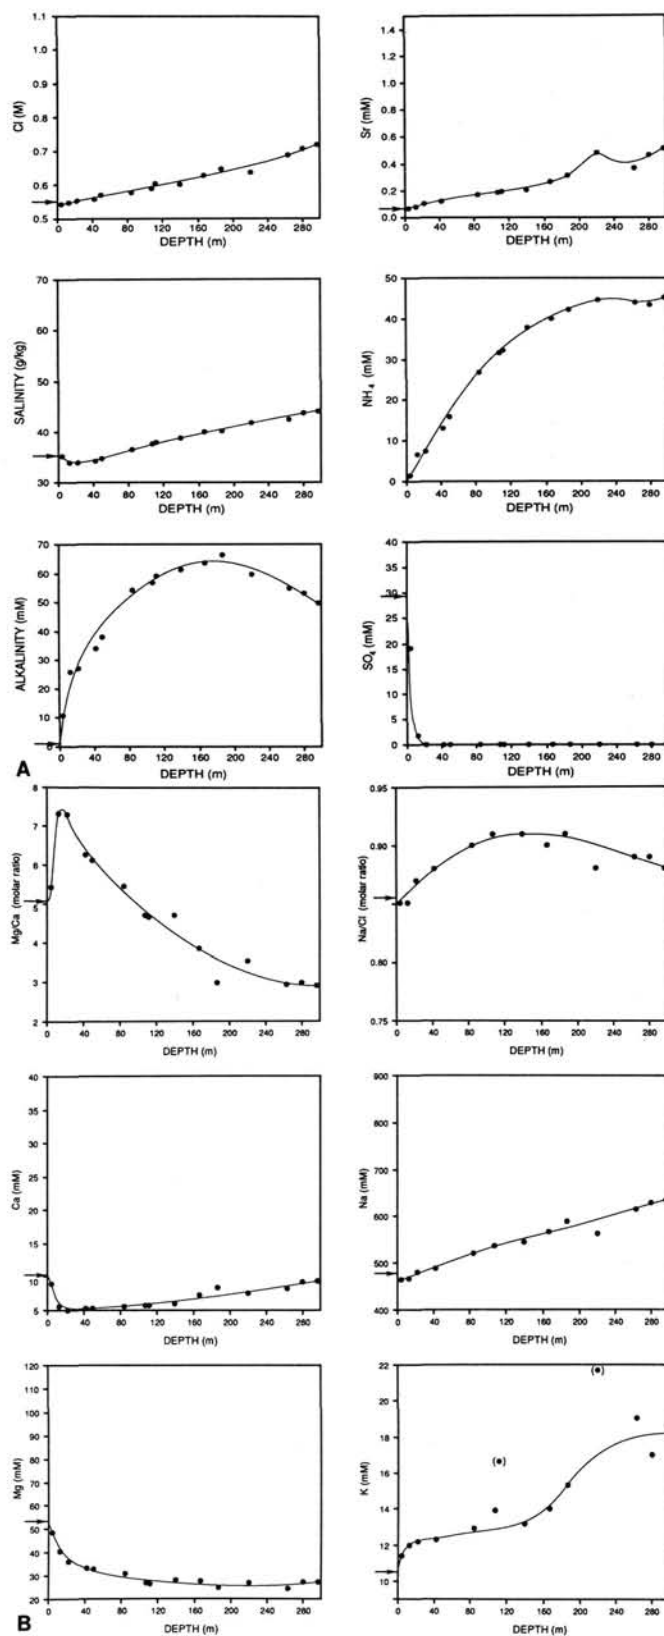 1.1
1.0
0.9
0.8
0.7
0.6
0.5
Cl (M)
0 40 80 120 160 200 240 280
DEPTH (m)
1.4
1.2
1.0
0.8
0.6
0.4
0.2
0.0
Sr (mM)
0 40 80 120 160 200 240 280
DEPTH (m)
70
60
50
40
30
SALINITY (g/kg)
0 40 80 120 160 200 240 280
DEPTH (m)
50
40
30
20
10
0
NH₄ (mM)
0 40 80 120 160 200 240 280
DEPTH (m)
70
60
50
40
30
20
10
0
ALKALINITY (mM)
0 40 80 120 160 200 240 280
DEPTH (m)
40
35
30
25
20
15
10
5
0
SO₄ (mM)
0 40 80 120 160 200 240 280
DEPTH (m)
A
8
7
6
5
4
3
2
Mg/Ca (molar ratio)
0 40 80 120 160 200 240 280
DEPTH (m)
0.95
0.90
0.80
0.75
Na/Cl (molar ratio)
0 40 80 120 160 200 240 280
DEPTH (m)
40
35
30
25
20
15
10
5
Ca (mM)
0 40 80 120 160 200 240 280
DEPTH (m)
900
800
700
600
500
400
Na (mM)
0 40 80 120 160 200 240 280
DEPTH (m)
120
110
100
90
80
70
60
50
40
30
20
Mg (mM)
0 40 80 120 160 200 240 280
DEPTH (m)
22
20
18
16
14
12
10
K (mM)
0 40 80 120 160 200 240 280
DEPTH (m)
B